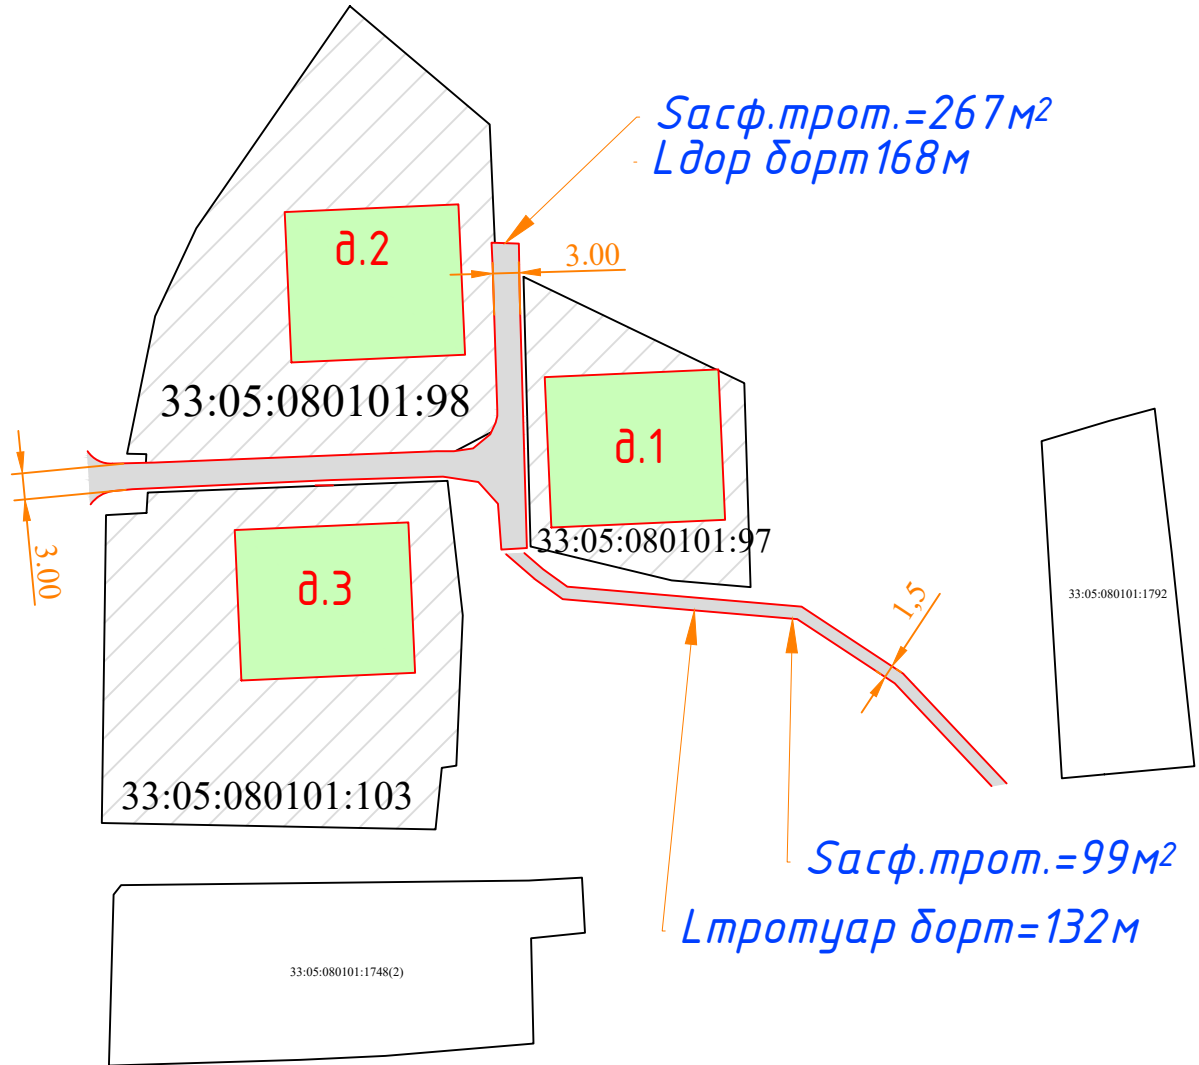 Sасф.трот.=267м²
Lдор борт168м
д.2
3.00
33:05:080101:98
д.1
33:05:080101:97
3.00
д.3
1,5
33:05:080101:1792
33:05:080101:103
Sасф.трот.=99м²
Lтротуар борт=132м
33:05:080101:1748(2)